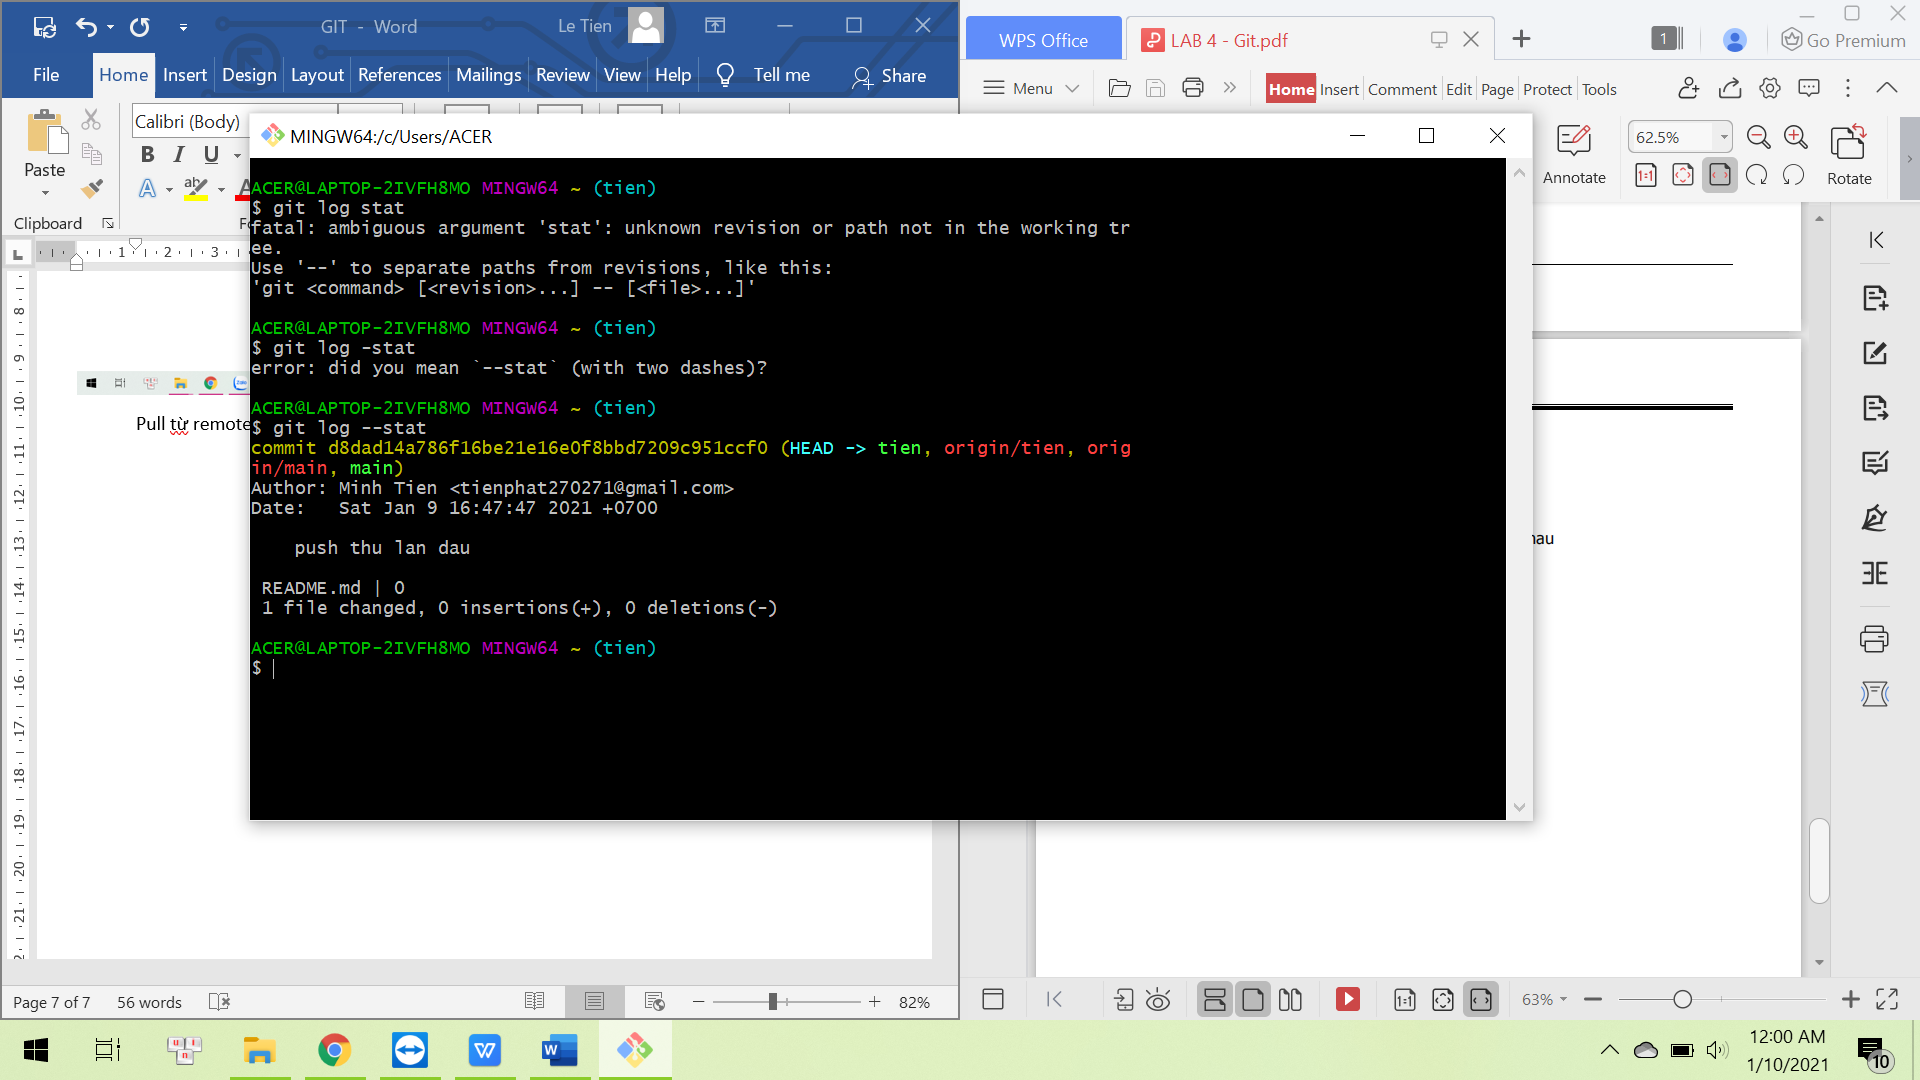 GIT - Word
Le Tien
File Home Insert Design Layout References Mailings Review View Help Tell me Share
Calibri (Body)
Paste
B I U
Clipboard
WPS Office
LAB 4 - Git.pdf
1
Go Premium
Menu
Home Insert Comment Edit Page Protect Tools
62.5%
Annotate
Rotate
MINGW64:/c/Users/ACER
ACER@LAPTOP-2IVFH8MO MINGW64 ~ (tien)
$ git log stat
fatal: ambiguous argument 'stat': unknown revision or path not in the working tr
ee.
Use '--' to separate paths from revisions, like this:
'git <command> [<revision>...] -- [<file>...]'
ACER@LAPTOP-2IVFH8MO MINGW64 ~ (tien)
$ git log -stat
error: did you mean `--stat` (with two dashes)?
ACER@LAPTOP-2IVFH8MO MINGW64 ~ (tien)
$ git log --stat
commit d8dad14a786f16be21e16e0f8bbd7209c951ccf0 (HEAD -> tien, origin/tien, orig
in/main, main)
Author: Minh Tien <tienphat270271@gmail.com>
Date:   Sat Jan 9 16:47:47 2021 +0700
push thu lan dau
README.md | 0
1 file changed, 0 insertions(+), 0 deletions(-)
ACER@LAPTOP-2IVFH8MO MINGW64 ~ (tien)
$
Pull từ remote
Page 7 of 7
56 words
82%
63%
12:00 AM
1/10/2021
10